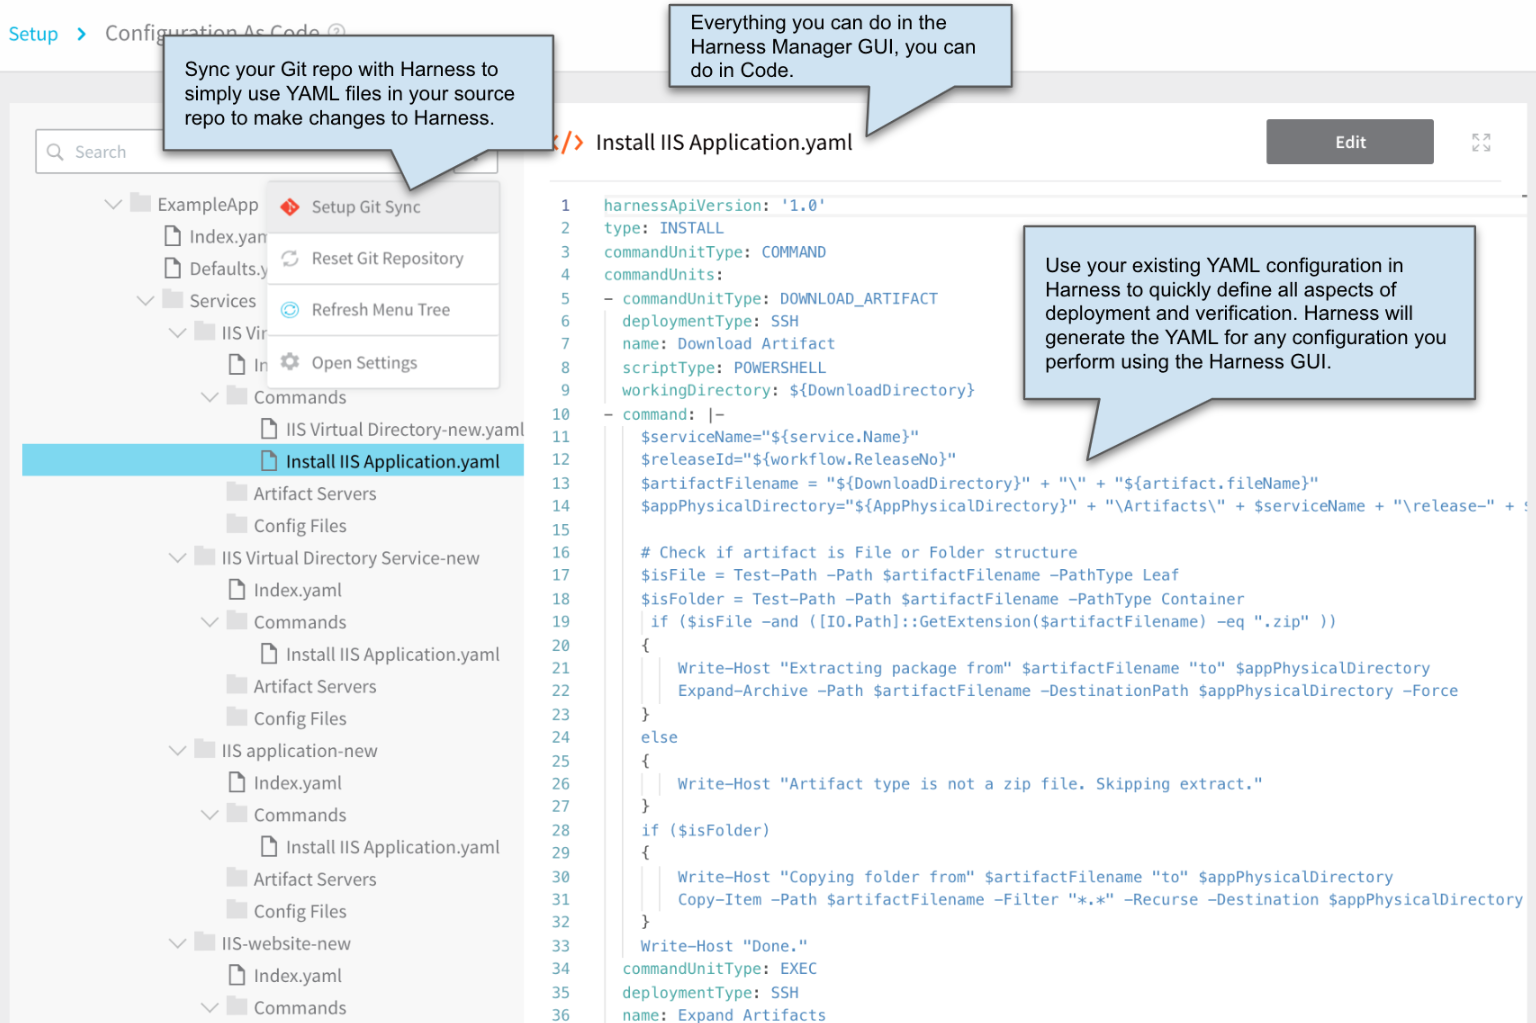 Setup
Configuration As Code
Sync your Git repo with Harness to
simply use YAML files in your source
repo to make changes to Harness.
Everything you can do in the
Harness Manager GUI, you can
do in Code.
Search
</> Install IIS Application.yaml
Edit
ExampleApp
Index.yam
Defaults.y
Services
IIS Vir
In
Commands
IIS Virtual Directory-new.yaml
Install IIS Application.yaml
Artifact Servers
Config Files
IIS Virtual Directory Service-new
Index.yaml
Commands
Install IIS Application.yaml
Artifact Servers
Config Files
IIS application-new
Index.yaml
Commands
Install IIS Application.yaml
Artifact Servers
Config Files
IIS-website-new
Index.yaml
Commands
Setup Git Sync
Reset Git Repository
Refresh Menu Tree
Open Settings
Use your existing YAML configuration in
Harness to quickly define all aspects of
deployment and verification. Harness will
generate the YAML for any configuration you
perform using the Harness GUI.
1 harnessApiVersion: '1.0'
2 type: INSTALL
3 commandUnitType: COMMAND
4 commandUnits:
5 - commandUnitType: DOWNLOAD_ARTIFACT
6 deploymentType: SSH
7 name: Download Artifact
8 scriptType: POWERSHELL
9 workingDirectory: ${DownloadDirectory}
10 - command: |-
11 $serviceName="${service.Name}"
12 $releaseId="${workflow.ReleaseNo}"
13 $artifactFilename = "${DownloadDirectory}" + "\" + "${artifact.fileName}"
14 $appPhysicalDirectory="${AppPhysicalDirectory}" + "\Artifacts\" + $serviceName + "\release-" + $
15
16 # Check if artifact is File or Folder structure
17 $isFile = Test-Path -Path $artifactFilename -PathType Leaf
18 $isFolder = Test-Path -Path $artifactFilename -PathType Container
19 if ($isFile -and ([IO.Path]::GetExtension($artifactFilename) -eq ".zip" ))
20 {
21 Write-Host "Extracting package from" $artifactFilename "to" $appPhysicalDirectory
22 Expand-Archive -Path $artifactFilename -DestinationPath $appPhysicalDirectory -Force
23 }
24 else
25 {
26 Write-Host "Artifact type is not a zip file. Skipping extract."
27 }
28 if ($isFolder)
29 {
30 Write-Host "Copying folder from" $artifactFilename "to" $appPhysicalDirectory
31 Copy-Item -Path $artifactFilename -Filter "*.*" -Recurse -Destination $appPhysicalDirectory
32 }
33 Write-Host "Done."
34 commandUnitType: EXEC
35 deploymentType: SSH
36 name: Expand Artifacts